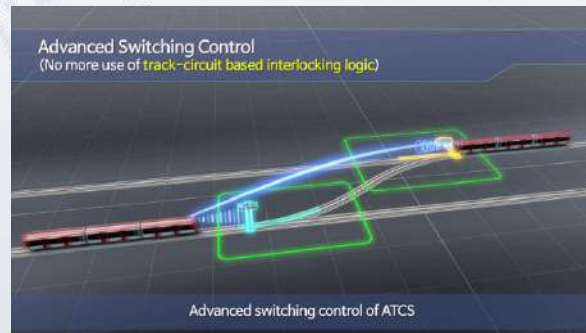 Advanced Switching Control
(No more use of track-circuit based interlocking logic)
Advanced switching control of ATCS